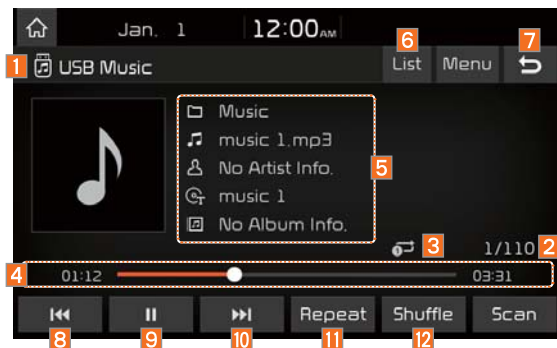 Jan. 1 12:00 AM
6 7
1 USB Music List Menu
Music
music 1.mp3
No Artist Info. 5
music 1
No Album Info.
3 1/110 2
4 01:12 03:31
Repeat Shuffle Scan
8 9 10 11 12